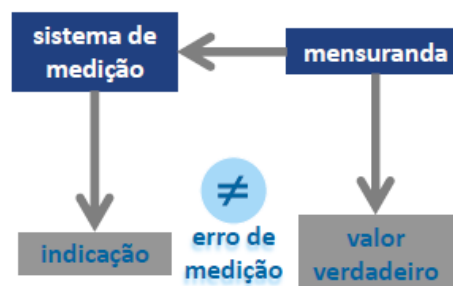 sistema de
medição
mensuranda
≠
indicação
erro de
medição
valor
verdadeiro